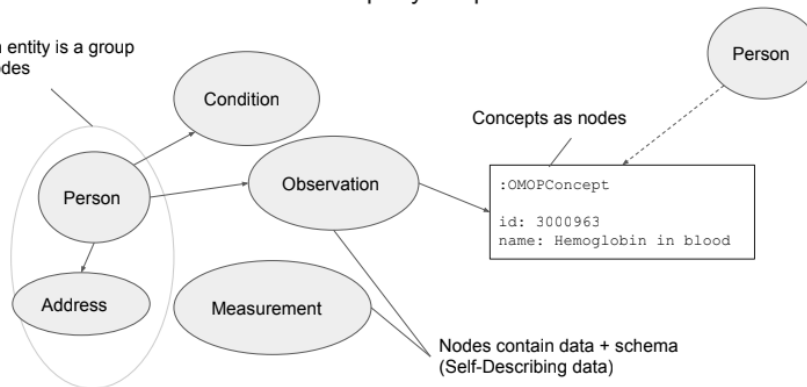 entity is a group
Condition
Person
Concepts as nodes
Person
Observation
:OMOPConcept
id: 3000963
name: Hemoglobin in blood
Address
Measurement
Nodes contain data + schema
(Self-Describing data)